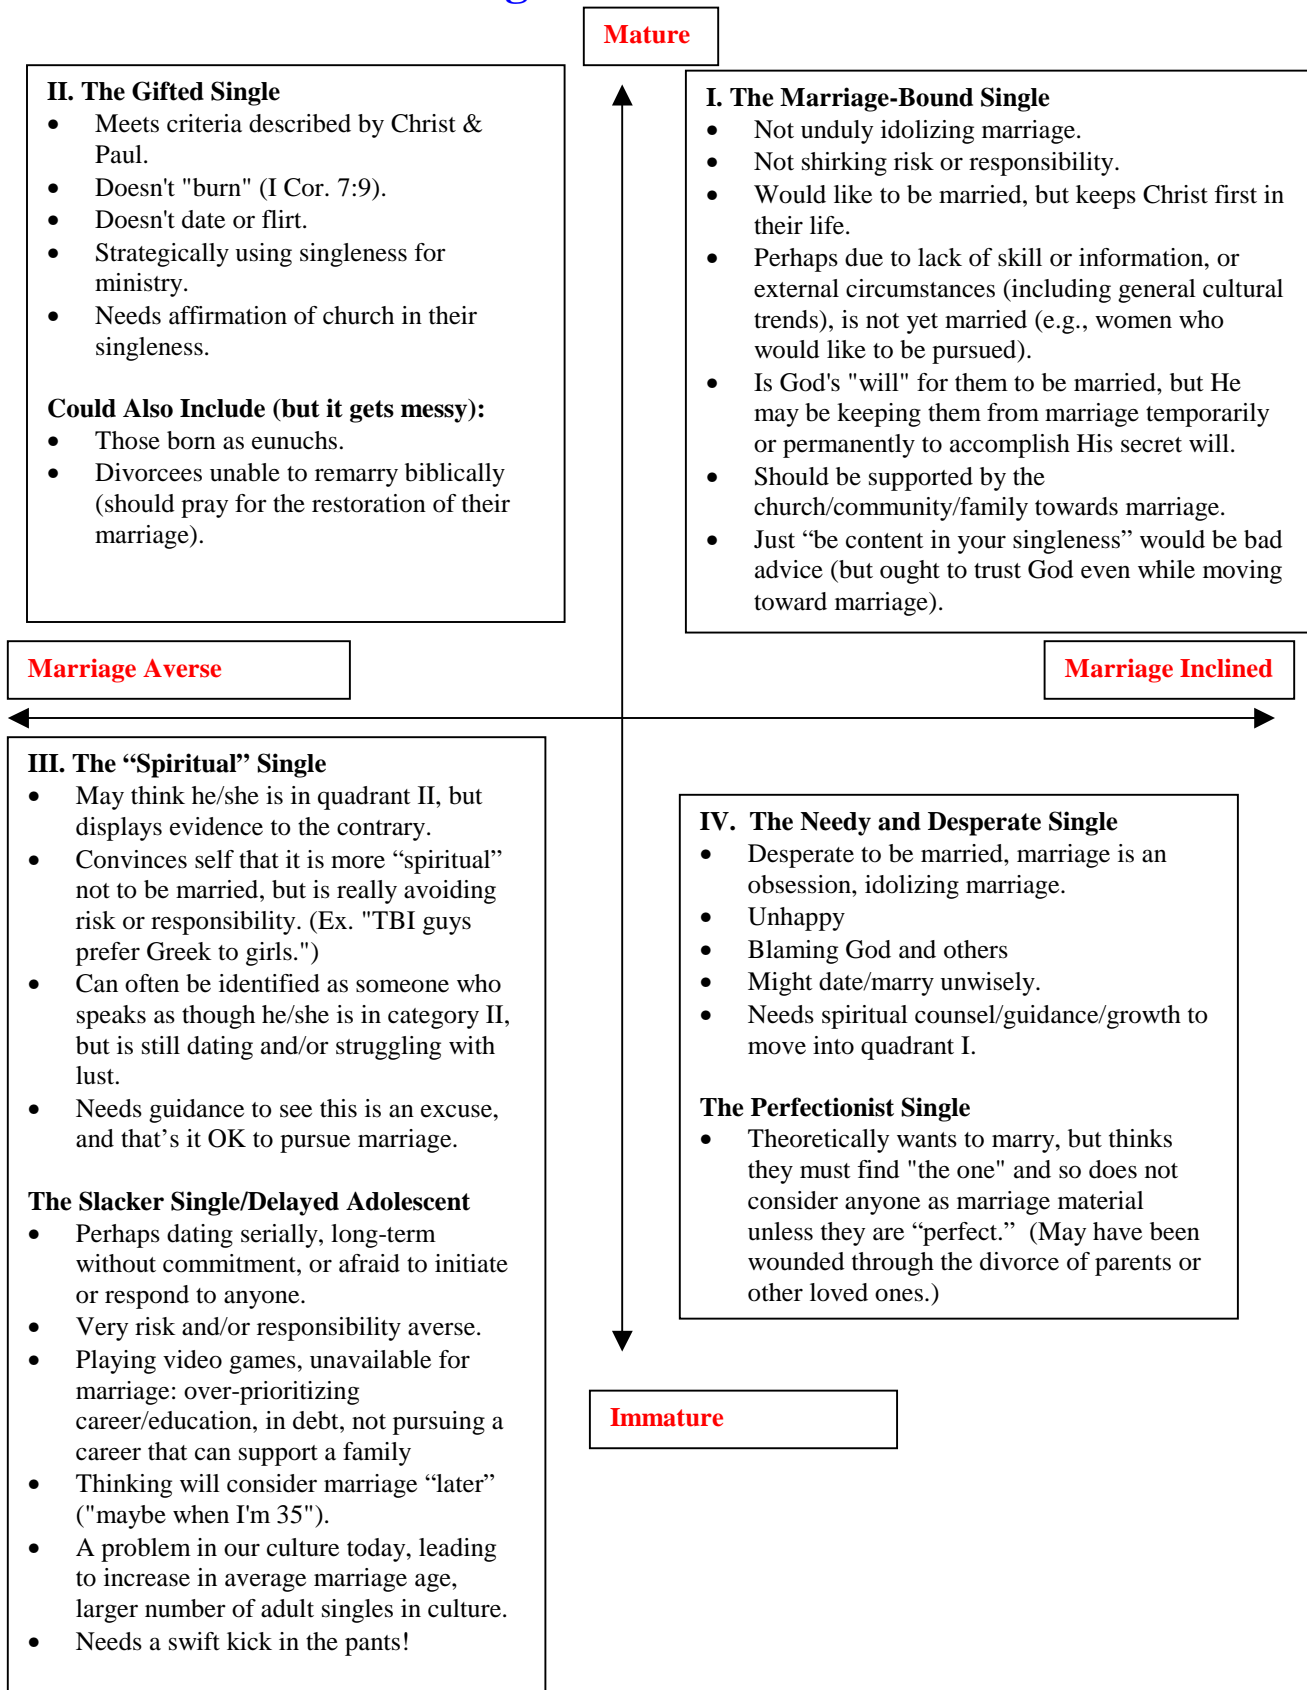 Mature
II. The Gifted Single
• Meets criteria described by Christ &
Paul.
• Doesn't "burn" (I Cor. 7:9).
• Doesn't date or flirt.
• Strategically using singleness for
ministry.
• Needs affirmation of church in their
singleness.
Could Also Include (but it gets messy):
• Those born as eunuchs.
• Divorcees unable to remarry biblically
(should pray for the restoration of their
marriage).
I. The Marriage-Bound Single
• Not unduly idolizing marriage.
• Not shirking risk or responsibility.
• Would like to be married, but keeps Christ first in
their life.
• Perhaps due to lack of skill or information, or
external circumstances (including general cultural
trends), is not yet married (e.g., women who
would like to be pursued).
• Is God's "will" for them to be married, but He
may be keeping them from marriage temporarily
or permanently to accomplish His secret will.
• Should be supported by the
church/community/family towards marriage.
• Just “be content in your singleness” would be bad
advice (but ought to trust God even while moving
toward marriage).
Marriage Averse
Marriage Inclined
III. The “Spiritual” Single
• May think he/she is in quadrant II, but
displays evidence to the contrary.
• Convinces self that it is more “spiritual”
not to be married, but is really avoiding
risk or responsibility. (Ex. "TBI guys
prefer Greek to girls.")
• Can often be identified as someone who
speaks as though he/she is in category II,
but is still dating and/or struggling with
lust.
• Needs guidance to see this is an excuse,
and that’s it OK to pursue marriage.
The Slacker Single/Delayed Adolescent
• Perhaps dating serially, long-term
without commitment, or afraid to initiate
or respond to anyone.
• Very risk and/or responsibility averse.
• Playing video games, unavailable for
marriage: over-prioritizing
career/education, in debt, not pursuing a
career that can support a family
• Thinking will consider marriage “later”
("maybe when I'm 35").
• A problem in our culture today, leading
to increase in average marriage age,
larger number of adult singles in culture.
• Needs a swift kick in the pants!
IV. The Needy and Desperate Single
• Desperate to be married, marriage is an
obsession, idolizing marriage.
• Unhappy
• Blaming God and others
• Might date/marry unwisely.
• Needs spiritual counsel/guidance/growth to
move into quadrant I.
The Perfectionist Single
• Theoretically wants to marry, but thinks
they must find "the one" and so does not
consider anyone as marriage material
unless they are “perfect.” (May have been
wounded through the divorce of parents or
other loved ones.)
Immature